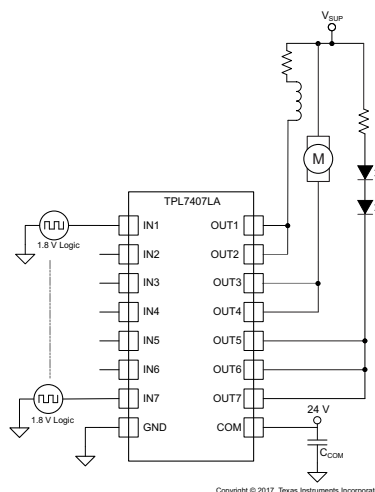 VSUP
M
TPL7407LA
IN1
OUT1
1.8 V Logic
IN2
OUT2
IN3
OUT3
IN4
OUT4
IN5
OUT5
IN6
OUT6
IN7
OUT7
1.8 V Logic
24 V
GND
COM
CCOM
Copyright © 2017, Texas Instruments Incorporat